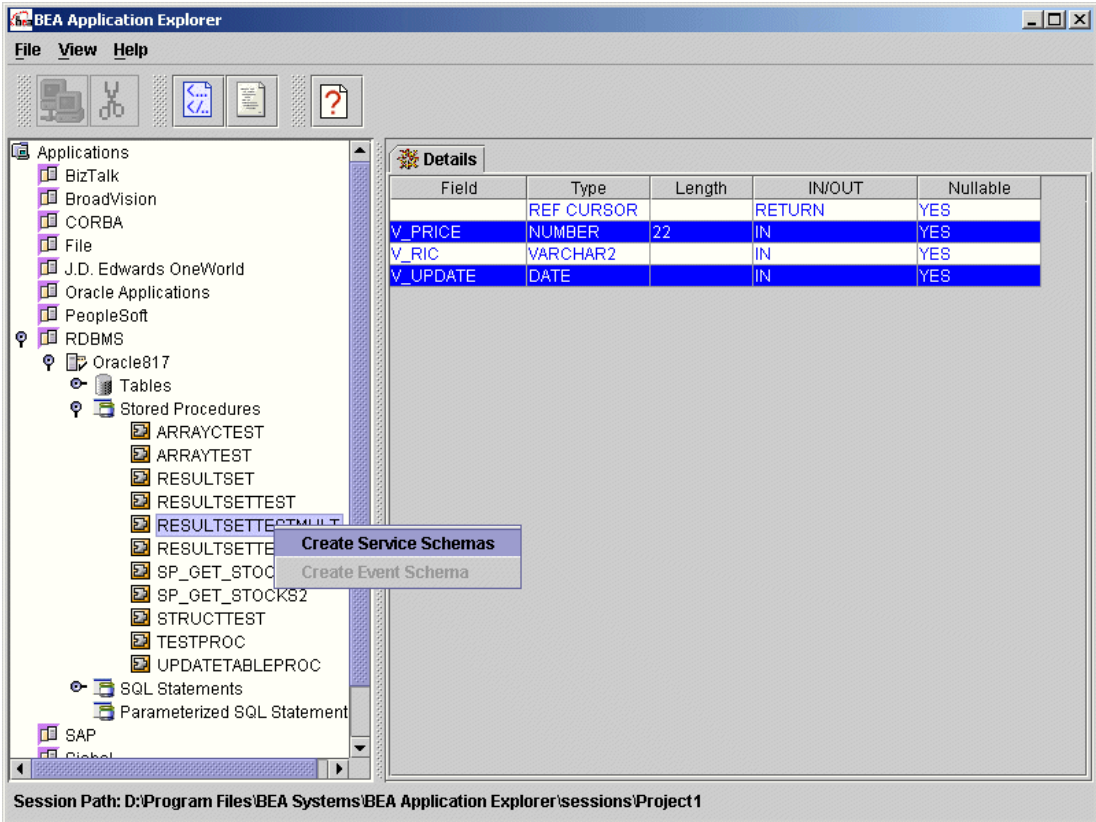 BEA Application Explorer
File View Help
Applications
BizTalk
BroadVision
CORBA
File
J.D. Edwards OneWorld
Oracle Applications
PeopleSoft
RDBMS
Oracle817
Tables
Stored Procedures
ARRAYCTEST
ARRAYTEST
RESULTSET
RESULTSETTEST
RESULTSETTESTMULT
RESULTSETTE
SP_GET_STOC
SP_GET_STOCKS2
STRUCTTEST
TESTPROC
UPDATETABLEPROC
SQL Statements
Parameterized SQL Statement
SAP
Create Service Schemas
Create Event Schema
Details
Field Type Length IN/OUT Nullable
REF CURSOR RETURN YES
V_PRICE NUMBER 22 IN YES
V_RIC VARCHAR2 IN YES
V_UPDATE DATE IN YES
Session Path: D:\Program Files\BEA Systems\BEA Application Explorer\sessions\Project1